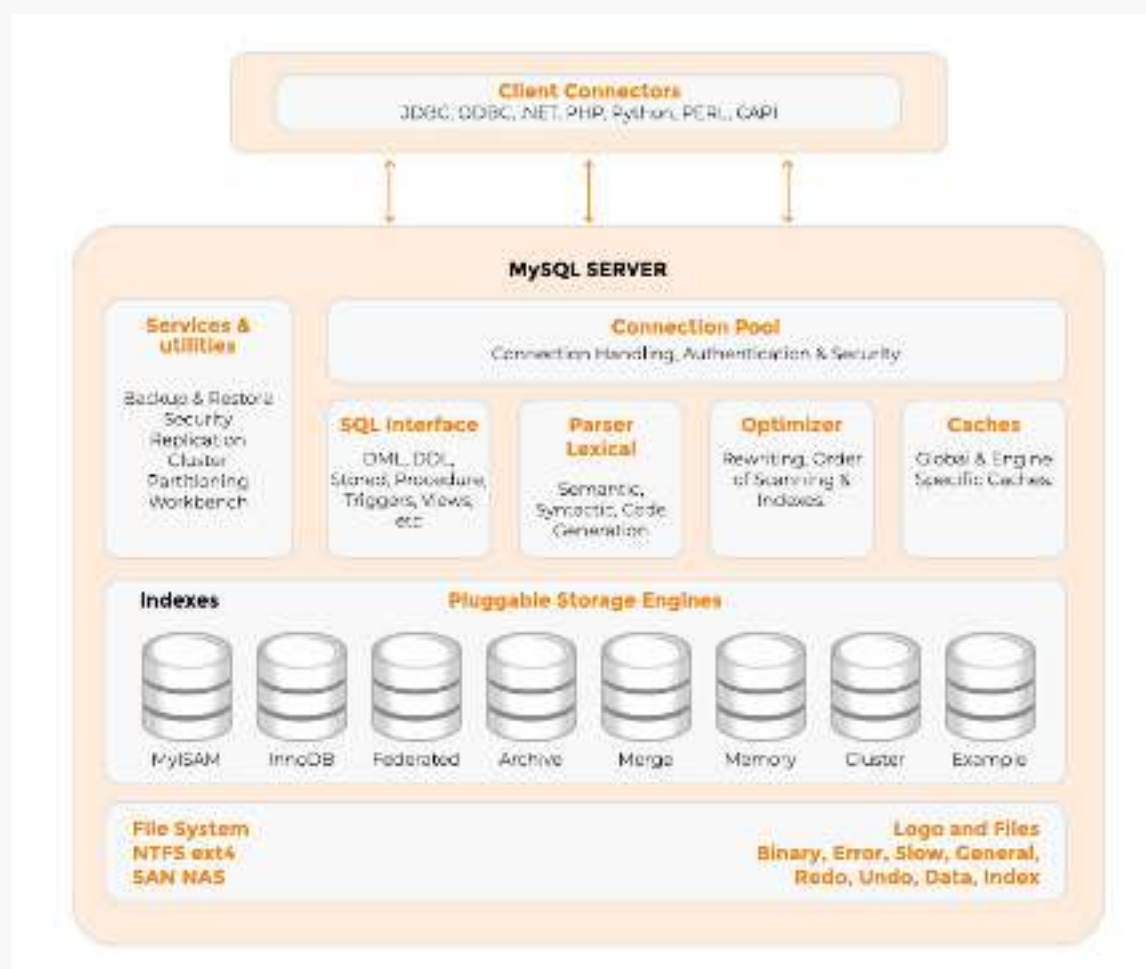 Client Connectors
JDBC, ODBC, .NET, PHP, Python, PERL, CAPI
MySQL SERVER
Services &
utilities
Backup & Restore
Security
Replication
Cluster
Partitioning
Workbench
Connection Pool
Connection Handling, Authentication & Security
SQL Interface
DML, DDL,
Stored, Procedure,
Triggers, Views,
etc
Parser
Lexical
Semantic,
Syntactic, Code
Generation
Optimizer
Rewriting, Order
of Scanning &
Indexes.
Caches
Global & Engine
Specific Caches.
Indexes
Pluggable Storage Engines
MyISAM
InnoDB
Federated
Archive
Merge
Memory
Cluster
Example
File System
NTFS ext4
SAN NAS
Logo and Files
Binary, Error, Slow, General,
Redo, Undo, Data, Index